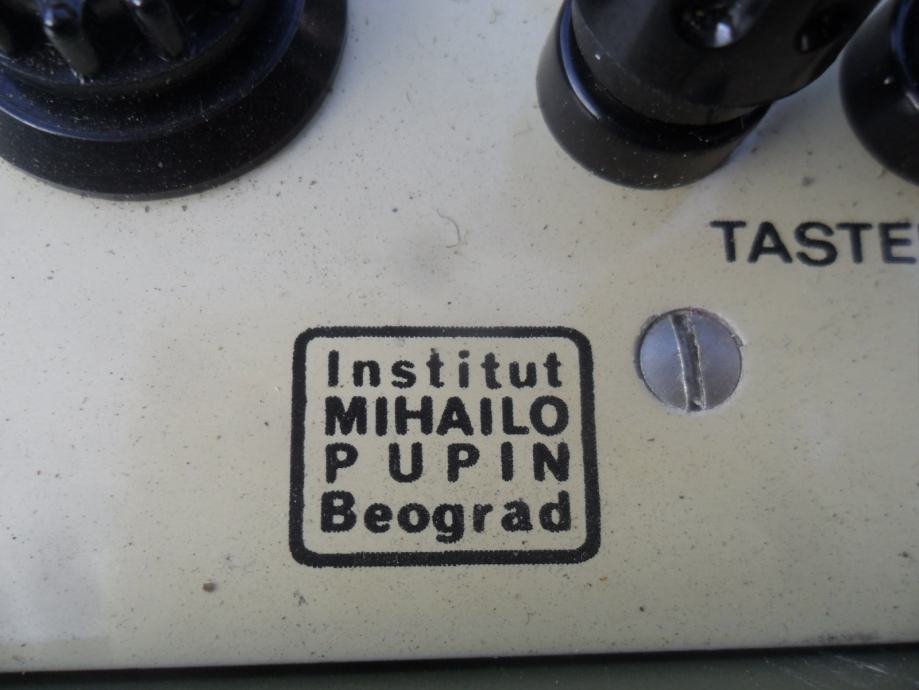 TASTE
Institut
MIHAILO
PUPIN
Beograd